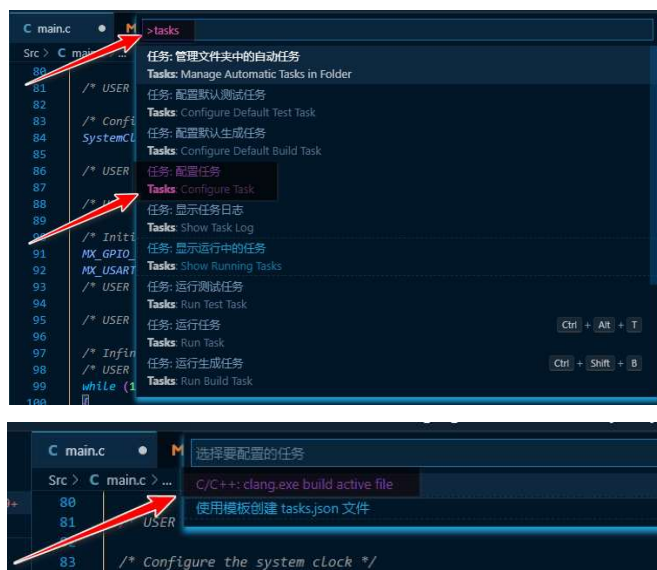 C main.c
>tasks
Src > C
任务: 管理文件夹中的自动任务
Tasks: Manage Automatic Tasks in Folder
任务: 配置默认测试任务
Tasks: Configure Default Test Task
任务: 配置默认生成任务
Tasks: Configure Default Build Task
任务: 配置任务
Tasks: Configure Task
任务: 显示任务日志
Tasks: Show Task Log
任务: 显示运行中的任务
Tasks: Show Running Tasks
任务: 运行测试任务
Tasks: Run Test Task
任务: 运行任务
Tasks: Run Task
Ctrl + Alt + T
任务: 运行生成任务
Tasks: Run Build Task
Ctrl + Shift + B
80
81 /* USER
82
83 /* Confi
84 SystemCL
85
86 /* USER
87
88
89
90 /* Initi
91 MX_GPIO_
92 MX_USART
93 /* USER
94
95 /* USER
96
97 /* Infin
98 /* USER
99 while (1
100 {
C main.c
M
选择要配置的任务
Src > C main.c > ...
C/C++: clang.exe build active file
使用模板创建 tasks.json 文件
80
81 USER
83 /* Configure the system clock */